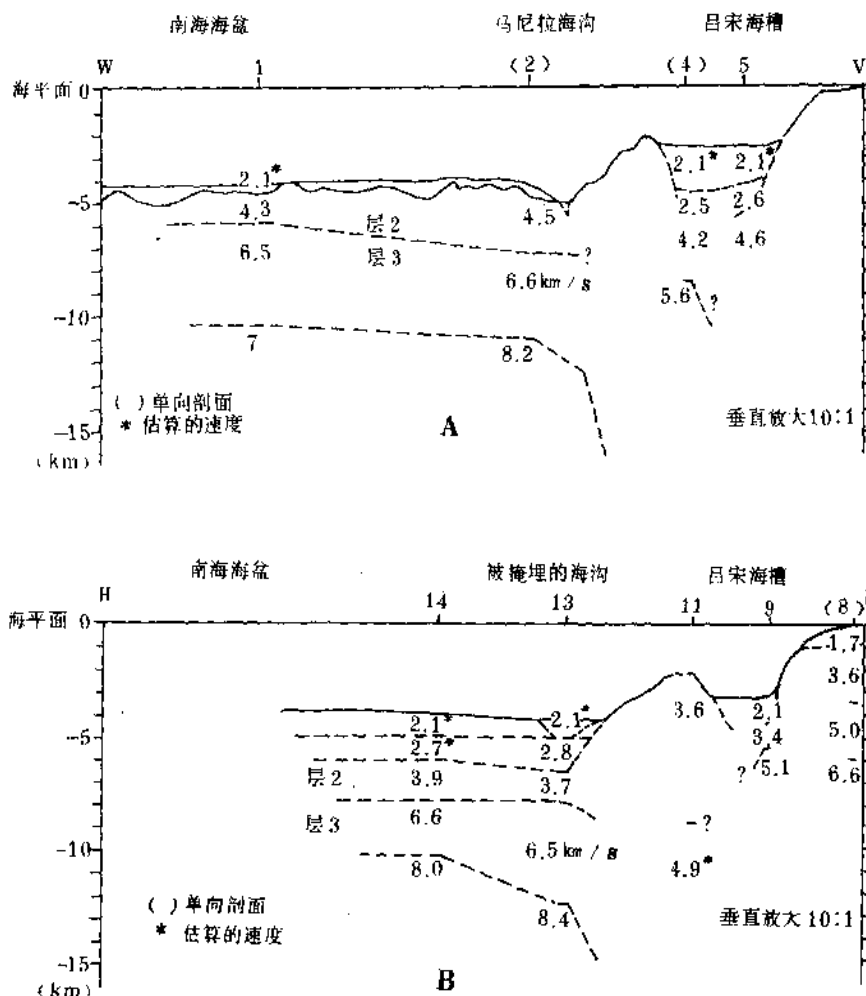 南海海盆 马尼拉海沟 吕宋海槽
W 1 (2) (4) 5 V
海平面 0
2.1* 2.1* 2.1*
-5
4.3 层2 4.5 2.5 2.6
6.5 层3 4.2 4.6
?
6.6km/s 5.6 ?
-10
7 8.2
( )单向剖面
* 估算的速度 A 垂直放大10:1
-15
(km)
南海海盆 被掩埋的海沟 吕宋海槽
H 14 13 11 9 (8)
海平面 0
1.7
2.1* 2.1* 3.6 2.1 3.6
-5
2.7* 2.8 3.4 5.0
层2 3.9 3.7 ? 5.1
层3 6.6 6.5km/s ? 6.6
-10
8.0 4.9*
8.4
( )单向剖面
* 估算的速度 垂直放大10:1
-15
(km) B